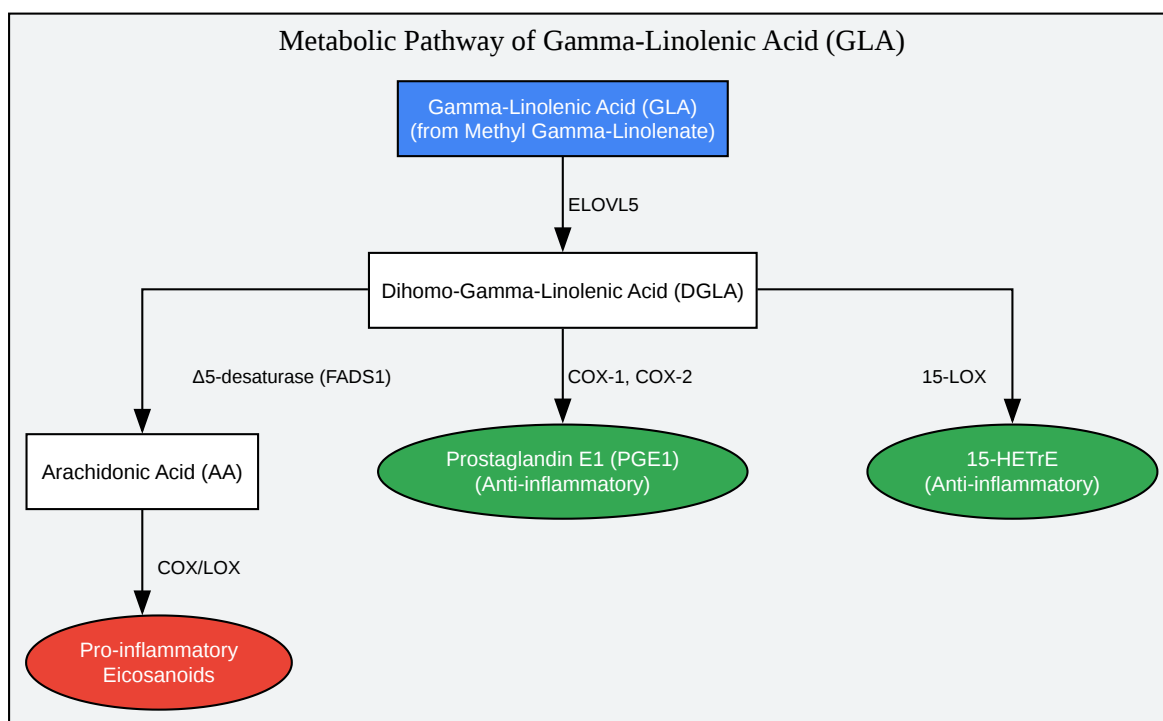 Metabolic Pathway of Gamma-Linolenic Acid (GLA)
Gamma-Linolenic Acid (GLA)
(from Methyl Gamma-Linolenate)
ELOVL5
Dihomo-Gamma-Linolenic Acid (DGLA)
Δ5-desaturase (FADS1)
COX-1, COX-2
15-LOX
Arachidonic Acid (AA)
Prostaglandin E1 (PGE1)
(Anti-inflammatory)
15-HETrE
(Anti-inflammatory)
COX/LOX
Pro-inflammatory
Eicosanoids